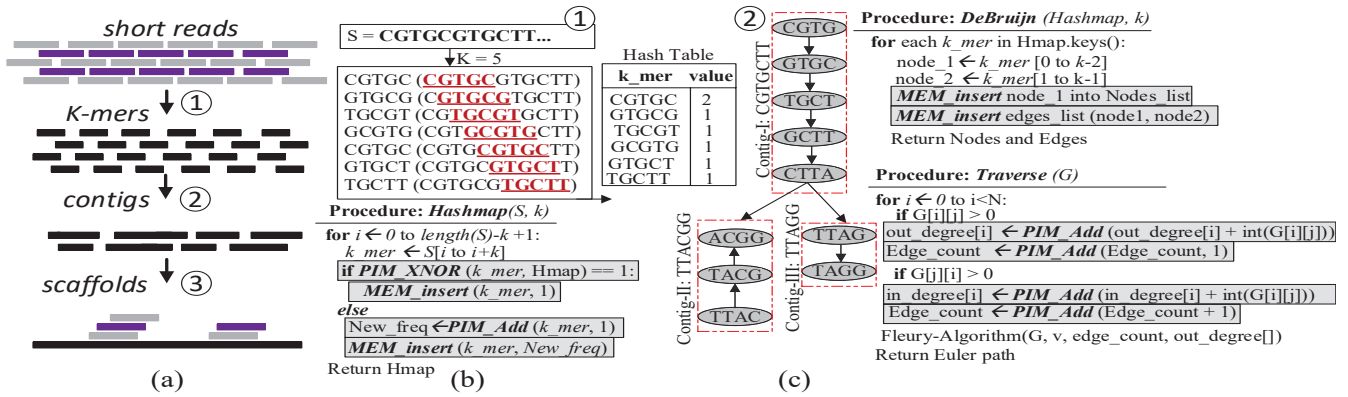 short reads
①
K-mers
②
contigs
③
scaffolds
(a)
①
S = CGTGCGTGCTT...
K = 5
CGTGC (CGTGCGTGCTT)
GTGCG (CGTGCGTGCTT)
TGCGT (CGTGCGTGCTT)
GCGTG (CGTGCGTGCTT)
CGTGC (CGTGCGTGCTT)
GTGCT (CGTGCGTGCTT)
TGCTT (CGTGCGTGCTT)
Hash Table
k_mer value
CGTGC 2
GTGCG 1
TGCGT 1
GCGTG 1
GTGCT 1
TGCTT 1
Procedure: Hashmap(S, k)
for i ← 0 to length(S)-k+1:
k_mer ← S[i to i+k]
if PIM_XNOR (k_mer, Hmap) == 1:
MEM_insert (k_mer, 1)
else
New_freq←PIM_Add (k_mer, 1)
MEM_insert (k_mer, New_freq)
Return Hmap
(b)
②
Contig-I: CGTGCTT
CGTG
GTGC
TGCT
GCTT
CTTA
Contig-II: TTACGG
ACGG
TACG
TTAC
Contig-III: TTAGG
TTAG
TAGG
Procedure: DeBruijn (Hashmap, k)
for each k_mer in Hmap.keys():
node_1 ← k_mer [0 to k-2]
node_2 ← k_mer[1 to k-1]
MEM_insert node_1 into Nodes_list
MEM_insert edges_list (node1, node2)
Return Nodes and Edges
Procedure: Traverse (G)
for i ← 0 to i<N:
if G[i][j] > 0
out_degree[i] ← PIM_Add (out_degree[i] + int(G[i][j]))
Edge_count ← PIM_Add (Edge_count, 1)
if G[j][i] > 0
in_degree[i] ← PIM_Add (in_degree[i] + int(G[i][j]))
Edge_count ← PIM_Add (Edge_count + 1)
Fleury-Algorithm(G, v, edge_count, out_degree[])
Return Euler path
(c)